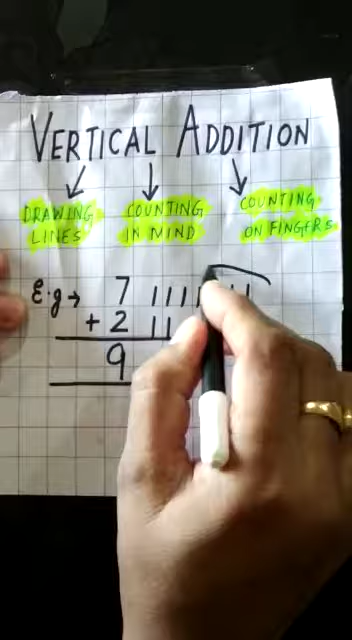 VERTICAL ADDITION
DRAWING LINES
COUNTING IN MIND
COUNTING ON FINGERS
E.g → 7
+ 2
9